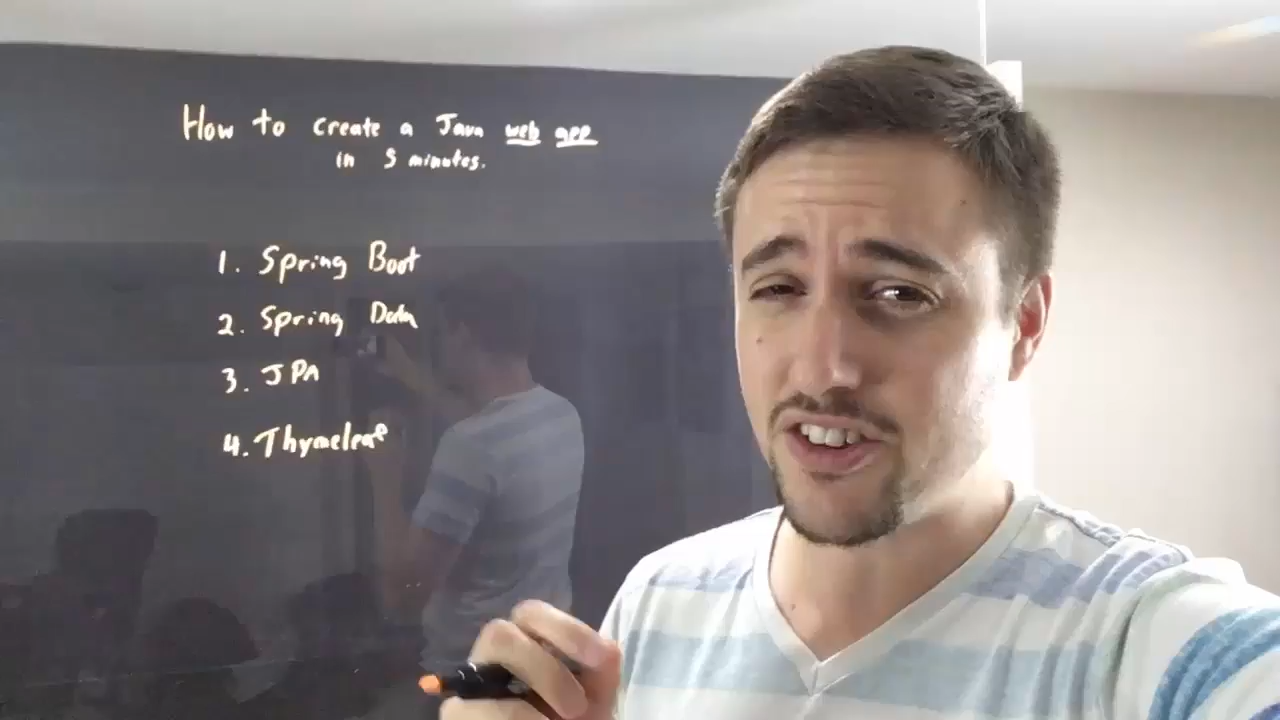 How to create a Java web app
in 5 minutes.
1. Spring Boot
2. Spring Data
3. JPA
4. Thymeleaf